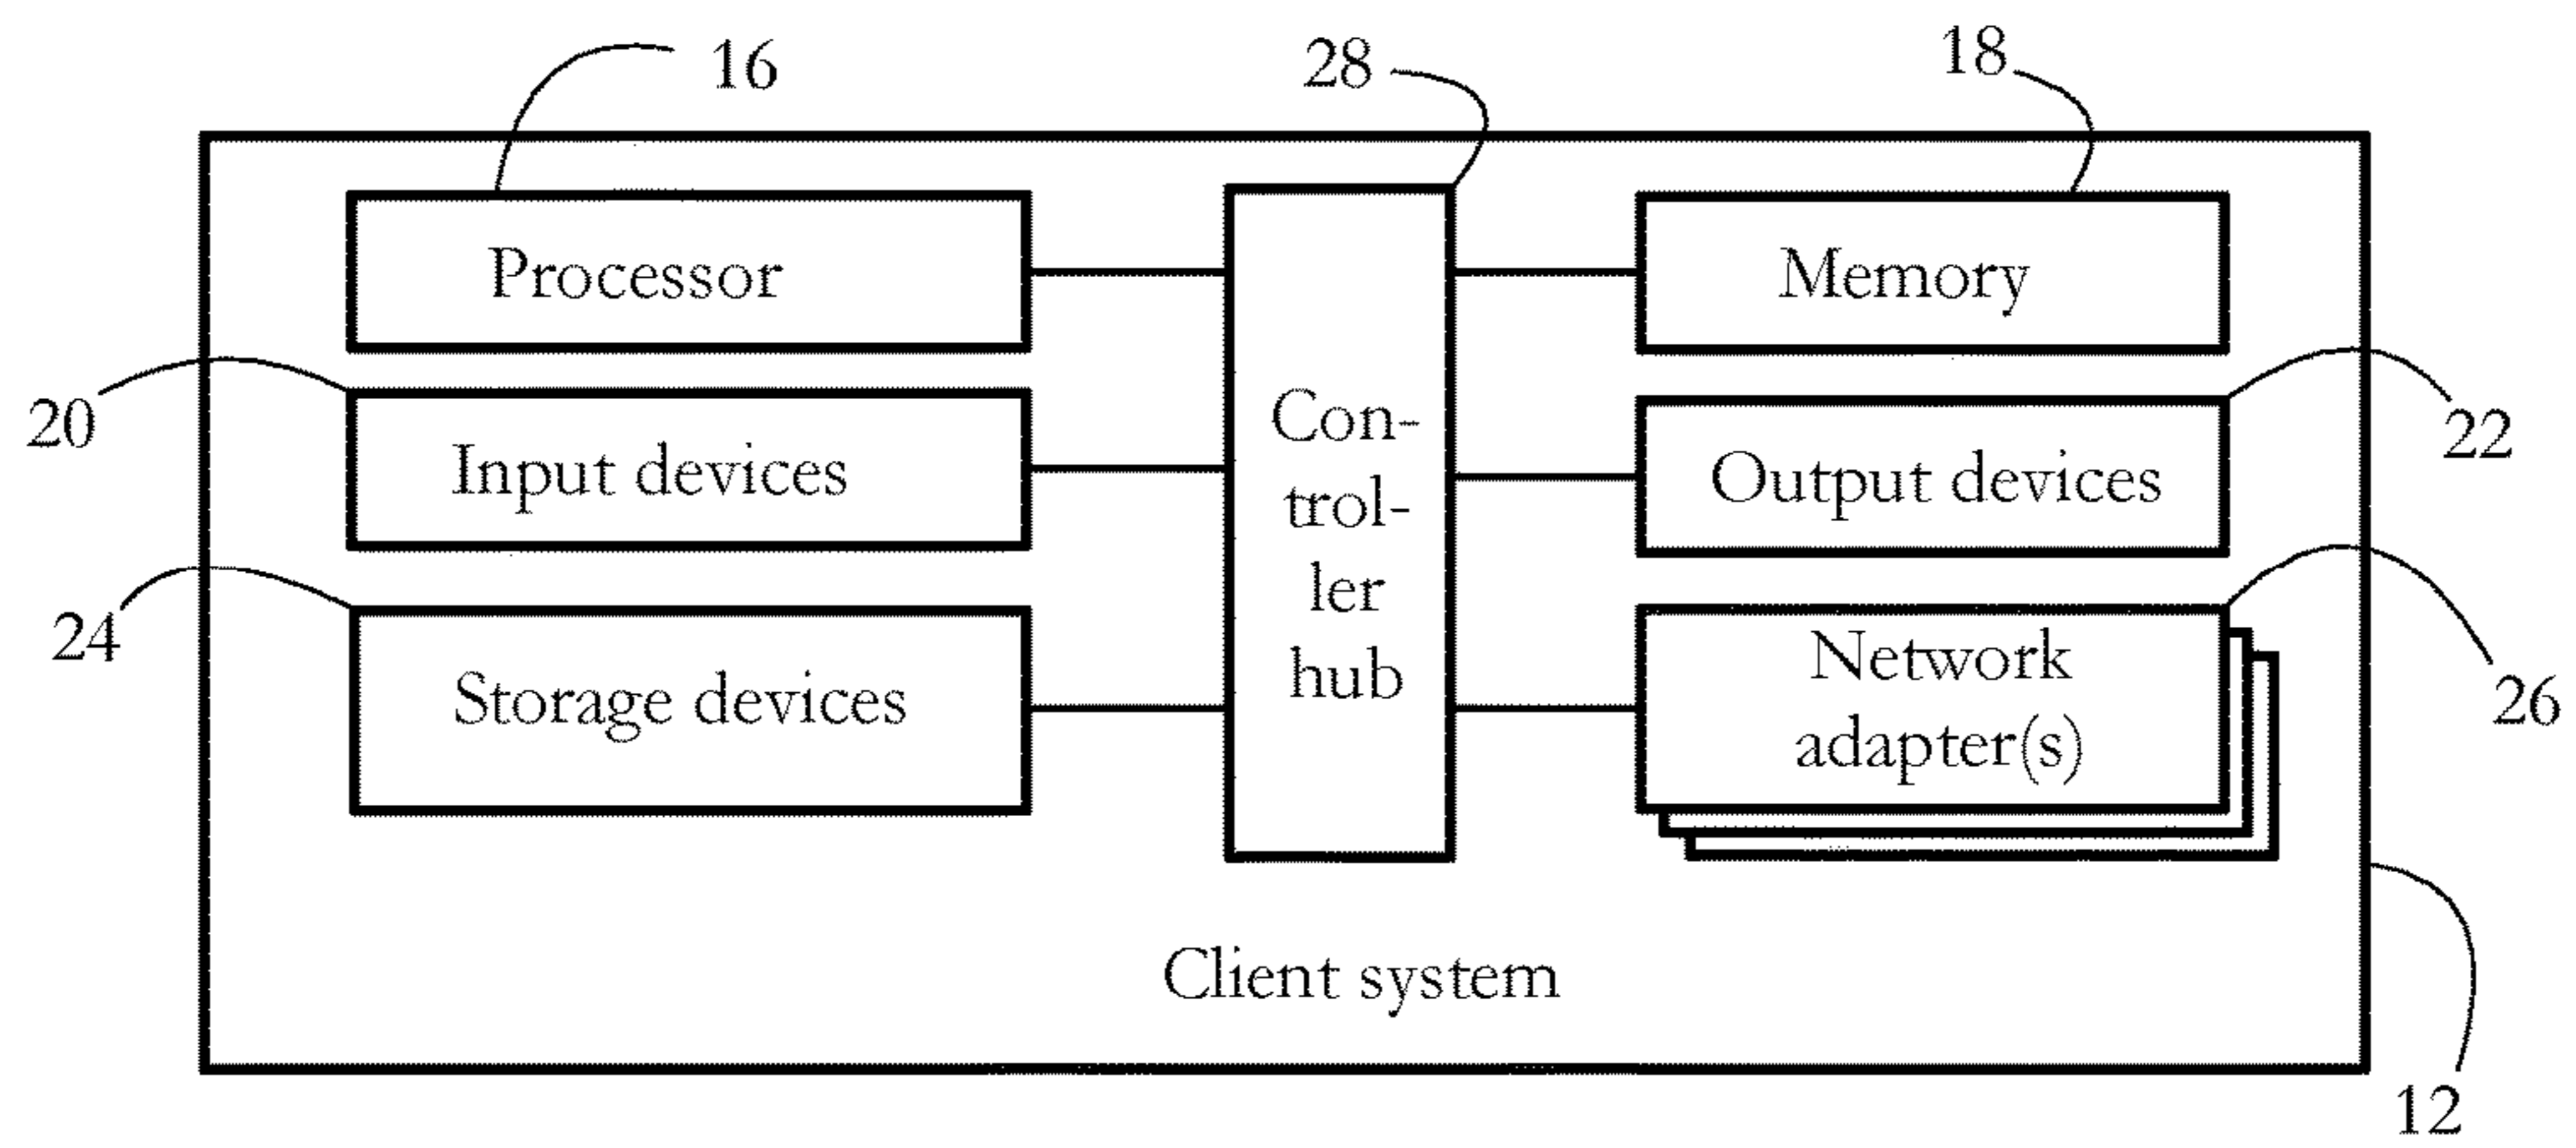 16
28
18
Processor
Memory
20
Input devices
Con-
trol-
ler
hub
Output devices
22
24
Storage devices
Network
adapter(s)
26
Client system
12